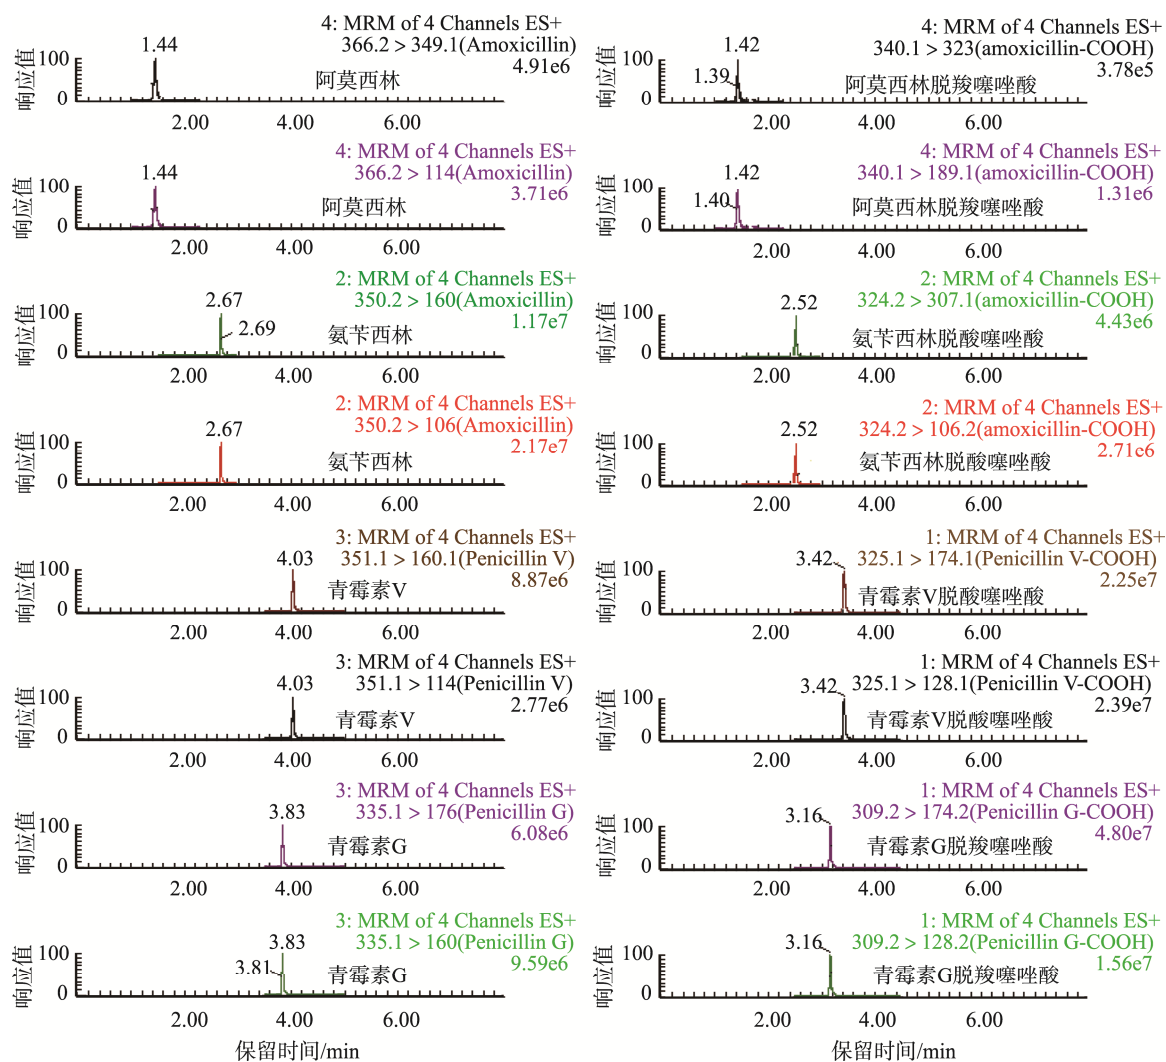 4: MRM of 4 Channels ES+
366.2 > 349.1(Amoxicillin)
4.91e6
1.44
阿莫西林
响应值
100
0
2.00 4.00 6.00
4: MRM of 4 Channels ES+
340.1 > 323(amoxicillin-COOH)
3.78e5
1.42
1.39
阿莫西林脱羧噻唑酸
响应值
100
0
2.00 4.00 6.00
4: MRM of 4 Channels ES+
366.2 > 114(Amoxicillin)
3.71e6
1.44
阿莫西林
响应值
100
0
2.00 4.00 6.00
4: MRM of 4 Channels ES+
340.1 > 189.1(amoxicillin-COOH)
1.31e6
1.42
1.40
阿莫西林脱羧噻唑酸
响应值
100
0
2.00 4.00 6.00
2: MRM of 4 Channels ES+
350.2 > 160(Amoxicillin)
1.17e7
2.67
2.69
氨苄西林
响应值
100
0
2.00 4.00 6.00
2: MRM of 4 Channels ES+
324.2 > 307.1(amoxicillin-COOH)
4.43e6
2.52
氨苄西林脱酸噻唑酸
响应值
100
0
2.00 4.00 6.00
2: MRM of 4 Channels ES+
350.2 > 106(Amoxicillin)
2.17e7
2.67
氨苄西林
响应值
100
0
2.00 4.00 6.00
2: MRM of 4 Channels ES+
324.2 > 106.2(amoxicillin-COOH)
2.71e6
2.52
氨苄西林脱酸噻唑酸
响应值
100
0
2.00 4.00 6.00
3: MRM of 4 Channels ES+
351.1 > 160.1(Penicillin V)
8.87e6
4.03
青霉素V
响应值
100
0
2.00 4.00 6.00
1: MRM of 4 Channels ES+
325.1 > 174.1(Penicillin V-COOH)
2.25e7
3.42
青霉素V脱酸噻唑酸
响应值
100
0
2.00 4.00 6.00
3: MRM of 4 Channels ES+
351.1 > 114(Penicillin V)
2.77e6
4.03
青霉素V
响应值
100
0
2.00 4.00 6.00
1: MRM of 4 Channels ES+
325.1 > 128.1(Penicillin V-COOH)
2.39e7
3.42
青霉素V脱酸噻唑酸
响应值
100
0
2.00 4.00 6.00
3: MRM of 4 Channels ES+
335.1 > 176(Penicillin G)
6.08e6
3.83
青霉素G
响应值
100
0
2.00 4.00 6.00
1: MRM of 4 Channels ES+
309.2 > 174.2(Penicillin G-COOH)
4.80e7
3.16
青霉素G脱羧噻唑酸
响应值
100
0
2.00 4.00 6.00
3: MRM of 4 Channels ES+
335.1 > 160(Penicillin G)
9.59e6
3.83
3.81
青霉素G
响应值
100
0
2.00 4.00 6.00
保留时间/min
1: MRM of 4 Channels ES+
309.2 > 128.2(Penicillin G-COOH)
1.56e7
3.16
青霉素G脱羧噻唑酸
响应值
100
0
2.00 4.00 6.00
保留时间/min